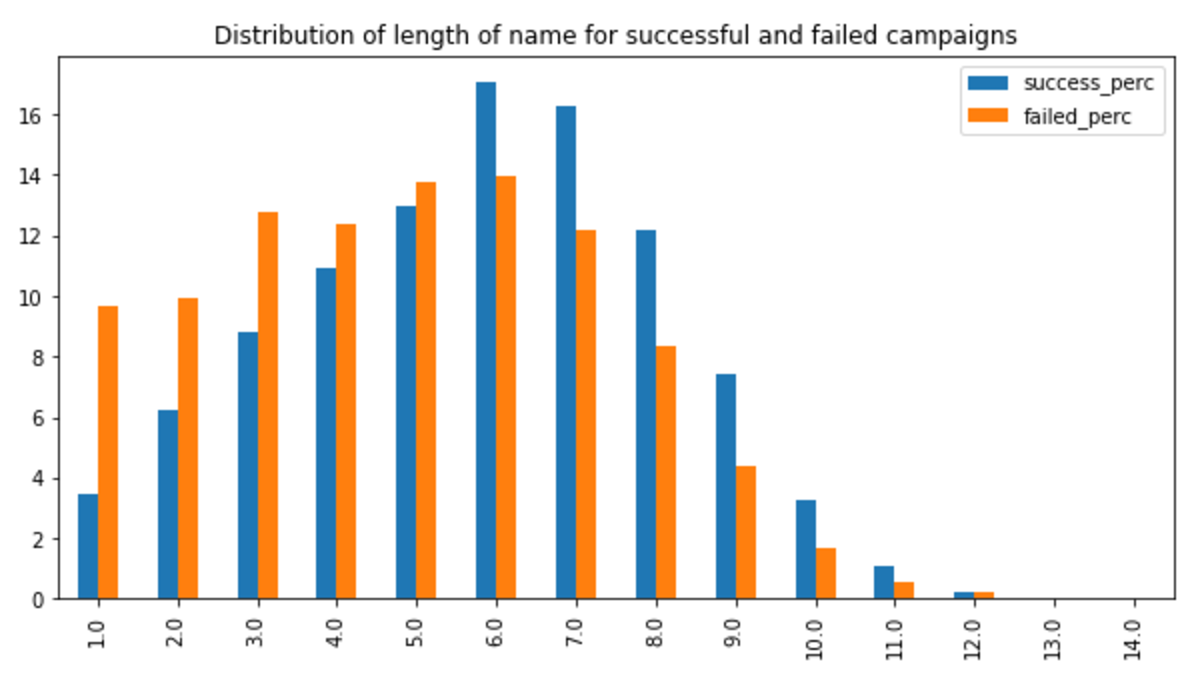 Distribution of length of name for successful and failed campaigns
success_perc
failed_perc
16
14
12
10
8
6
4
2
0
1.0 2.0 3.0 4.0 5.0 6.0 7.0 8.0 9.0 10.0 11.0 12.0 13.0 14.0